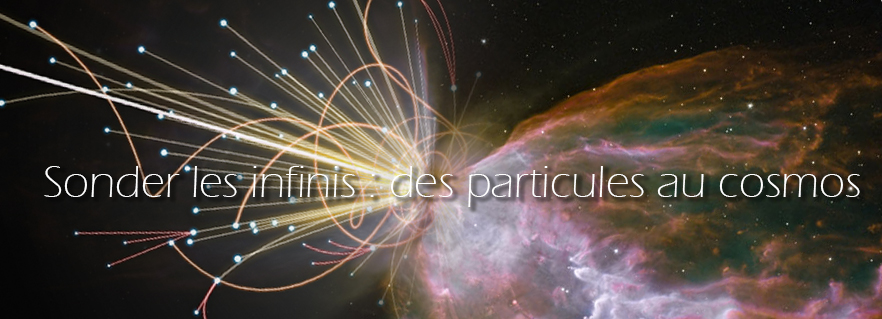 Sonder les infinis : des particules au cosmos